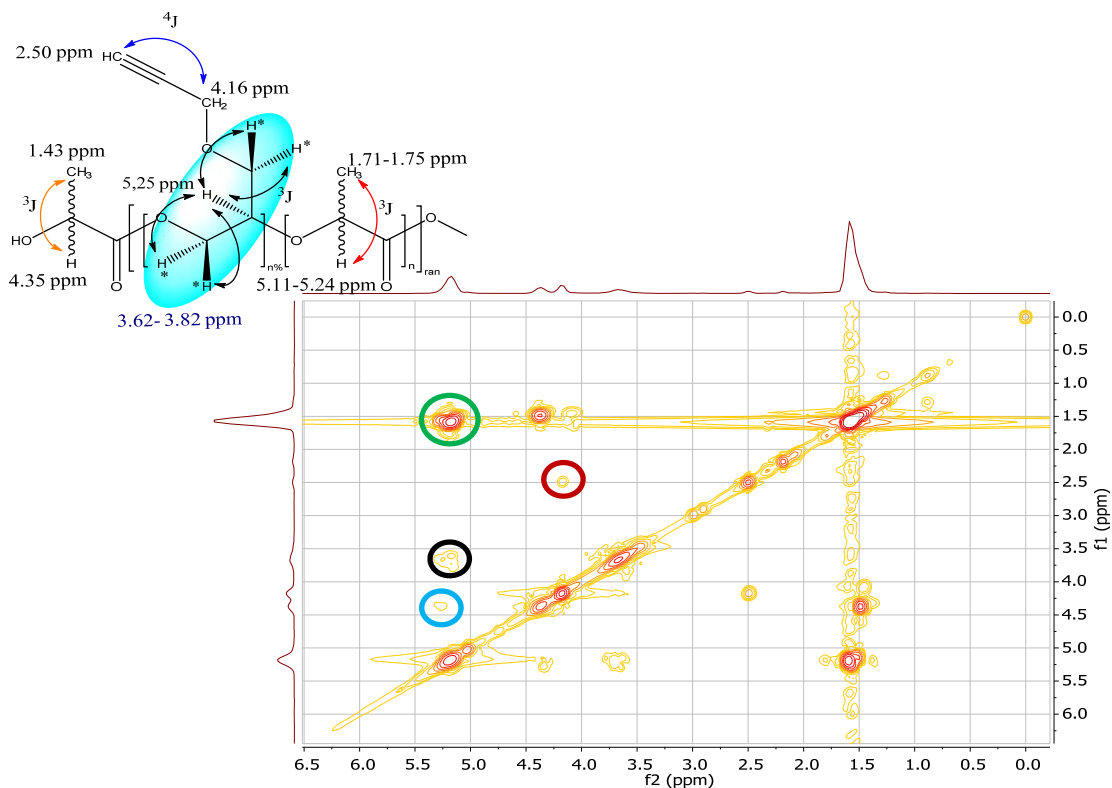 ⁴J
2.50 ppm
HC
4.16 ppm
CH₂
H*
O
H*
1.43 ppm
CH₃
5,25 ppm
H
³J
1.71-1.75 ppm
CH₃
³J
³J
HO
O
O
O
H
O
H*
n%
H
O
n
ran
4.35 ppm
*H
5.11-5.24 ppm
3.62- 3.82 ppm
0.0
0.5
1.0
1.5
2.0
2.5
3.0
3.5
4.0
4.5
5.0
5.5
6.0
f1 (ppm)
6.5 6.0 5.5 5.0 4.5 4.0 3.5 3.0 2.5 2.0 1.5 1.0 0.5 0.0
f2 (ppm)